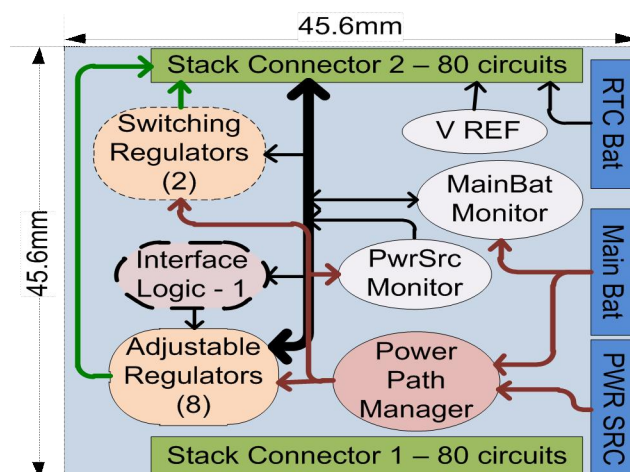 45.6mm
45.6mm
Stack Connector 2 – 80 circuits
RTC Bat
Switching
Regulators
(2)
V REF
MainBat
Monitor
Main Bat
Interface
Logic - 1
PwrSrc
Monitor
Adjustable
Regulators
(8)
Power
Path
Manager
PWR SRC
Stack Connector 1 – 80 circuits